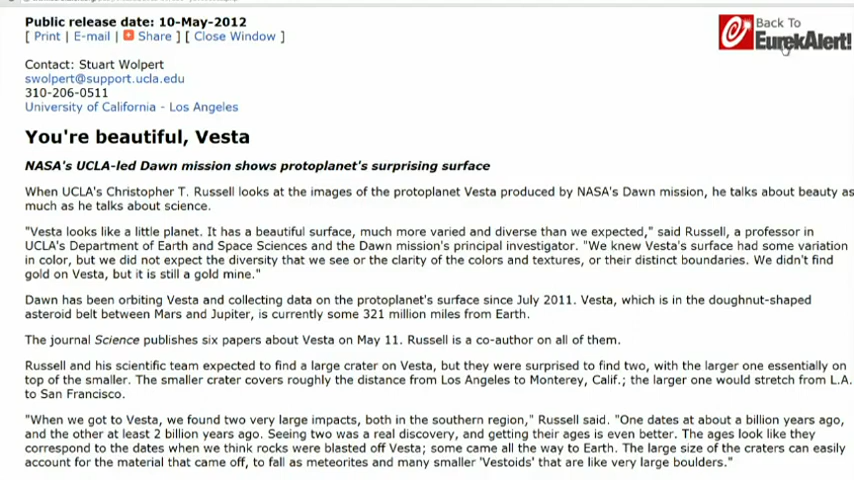 Public release date: 10-May-2012
[ Print | E-mail | Share ] [ Close Window ]
Back To
EurekAlert!
Contact: Stuart Wolpert
swolpert@support.ucla.edu
310-206-0511
University of California - Los Angeles
You're beautiful, Vesta
NASA's UCLA-led Dawn mission shows protoplanet's surprising surface
When UCLA's Christopher T. Russell looks at the images of the protoplanet Vesta produced by NASA's Dawn mission, he talks about beauty as
much as he talks about science.
"Vesta looks like a little planet. It has a beautiful surface, much more varied and diverse than we expected," said Russell, a professor in
UCLA's Department of Earth and Space Sciences and the Dawn mission's principal investigator. "We knew Vesta's surface had some variation
in color, but we did not expect the diversity that we see or the clarity of the colors and textures, or their distinct boundaries. We didn't find
gold on Vesta, but it is still a gold mine."
Dawn has been orbiting Vesta and collecting data on the protoplanet's surface since July 2011. Vesta, which is in the doughnut-shaped
asteroid belt between Mars and Jupiter, is currently some 321 million miles from Earth.
The journal Science publishes six papers about Vesta on May 11. Russell is a co-author on all of them.
Russell and his scientific team expected to find a large crater on Vesta, but they were surprised to find two, with the larger one essentially on
top of the smaller. The smaller crater covers roughly the distance from Los Angeles to Monterey, Calif.; the larger one would stretch from L.A.
to San Francisco.
"When we got to Vesta, we found two very large impacts, both in the southern region," Russell said. "One dates at about a billion years ago,
and the other at least 2 billion years ago. Seeing two was a real discovery, and getting their ages is even better. The ages look like they
correspond to the dates when we think rocks were blasted off Vesta; some came all the way to Earth. The large size of the craters can easily
account for the material that came off, to fall as meteorites and many smaller 'Vestoids' that are like very large boulders."